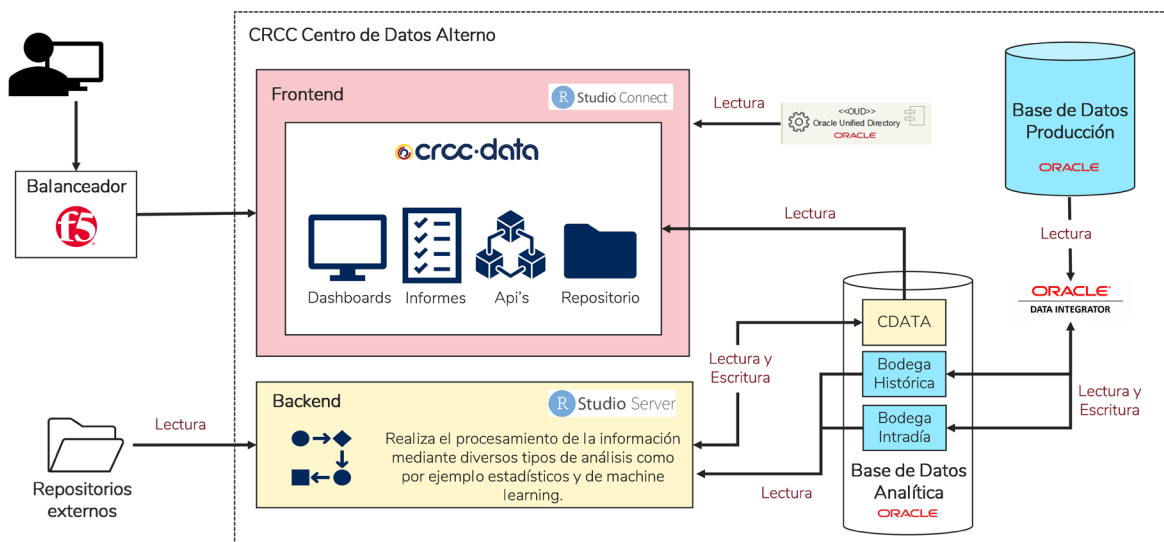 CRCC Centro de Datos Alterno
Frontend
R Studio Connect
crcc·data
Dashboards
Informes
Api's
Repositorio
Balanceador
f5
Lectura
<<OUD>>
Oracle Unified Directory
ORACLE
Base de Datos
Producción
ORACLE
Lectura
Lectura
ORACLE
DATA INTEGRATOR
CDATA
Bodega
Histórica
Bodega
Intradía
Base de Datos
Analítica
ORACLE
Lectura y
Escritura
Lectura y
Escritura
Lectura
Backend
R Studio Server
Realiza el procesamiento de la información
mediante diversos tipos de análisis como
por ejemplo estadísticos y de machine
learning.
Lectura
Repositorios
externos